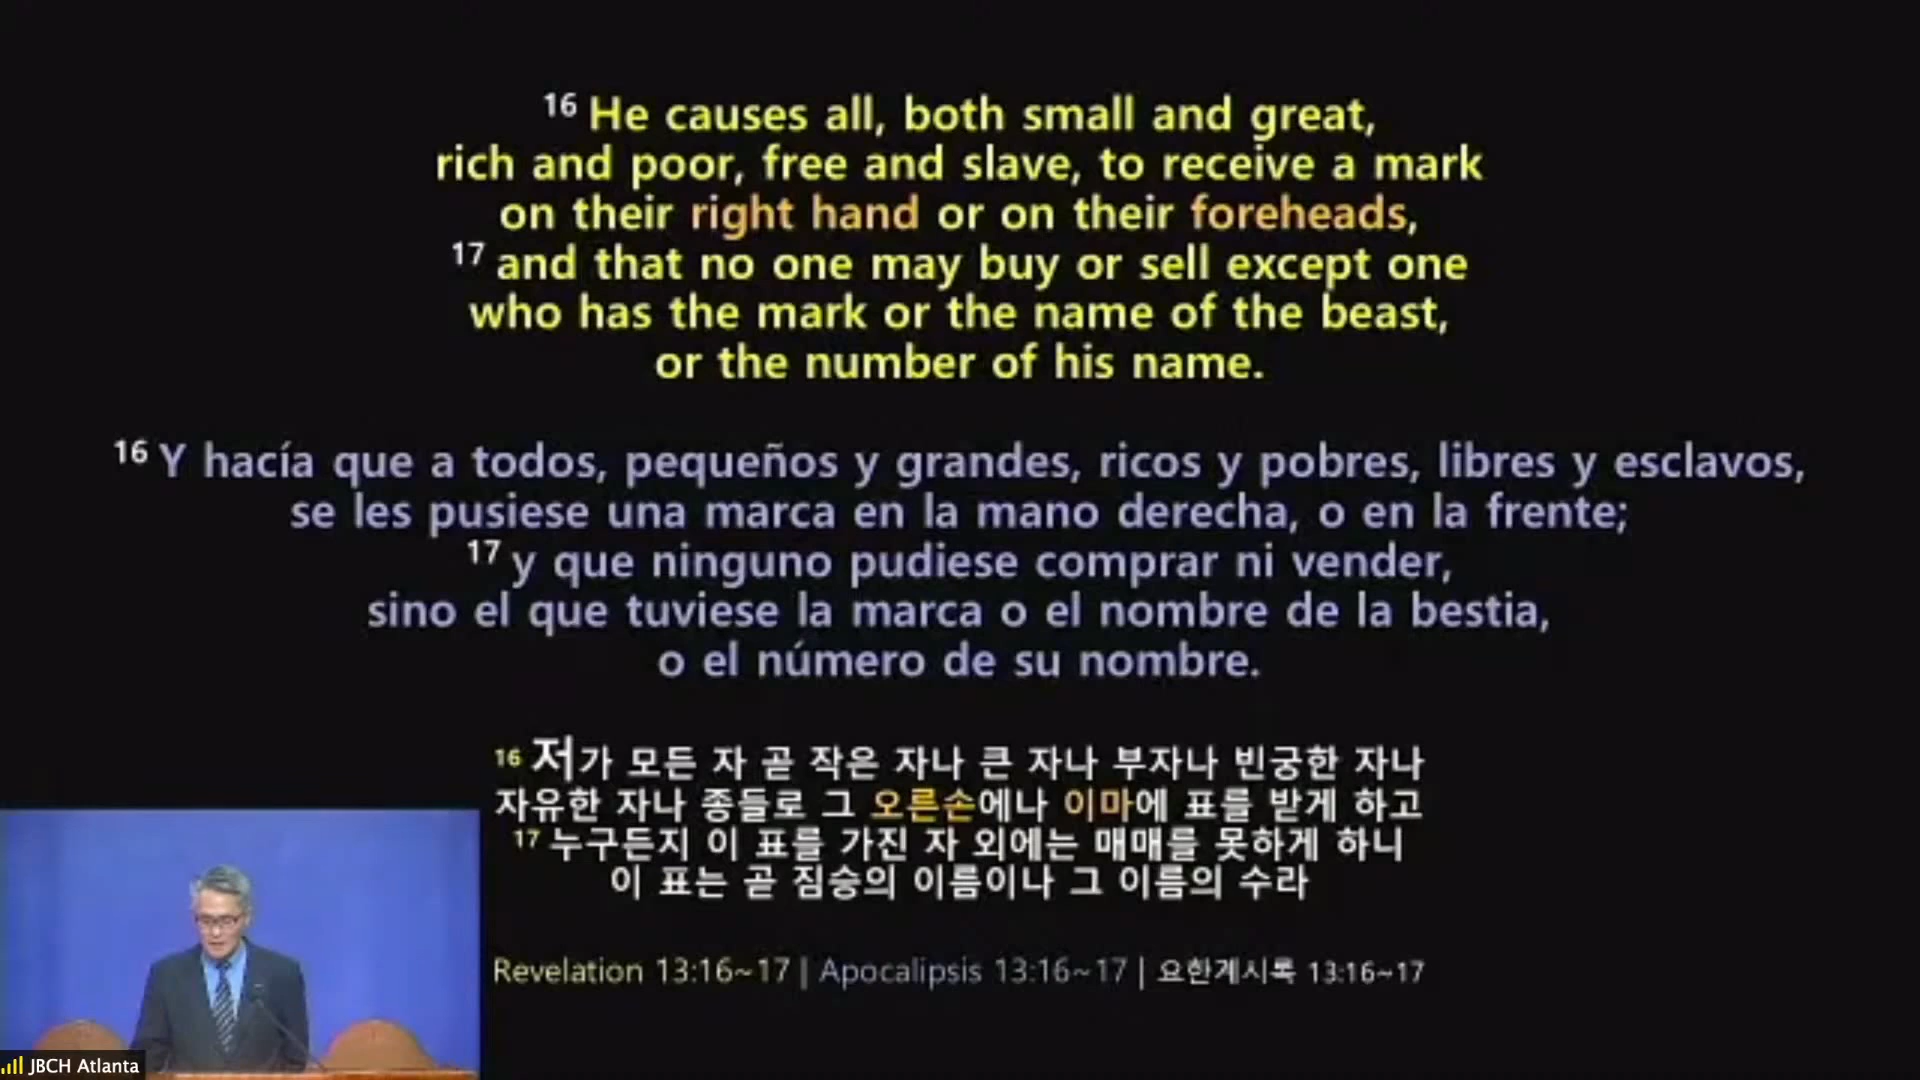 16 He causes all, both small and great,
rich and poor, free and slave, to receive a mark
on their right hand or on their foreheads,
17 and that no one may buy or sell except one
who has the mark or the name of the beast,
or the number of his name.
16 Y hacía que a todos, pequeños y grandes, ricos y pobres, libres y esclavos,
se les pusiese una marca en la mano derecha, o en la frente;
17 y que ninguno pudiese comprar ni vender,
sino el que tuviese la marca o el nombre de la bestia,
o el número de su nombre.
16 저가 모든 자 곧 작은 자나 큰 자나 부자나 빈궁한 자나
자유한 자나 종들로 그 오른손에나 이마에 표를 받게 하고
17 누구든지 이 표를 가진 자 외에는 매매를 못하게 하니
이 표는 곧 짐승의 이름이나 그 이름의 수라
Revelation 13:16~17 | Apocalipsis 13:16~17 | 요한계시록 13:16~17
JBCH Atlanta